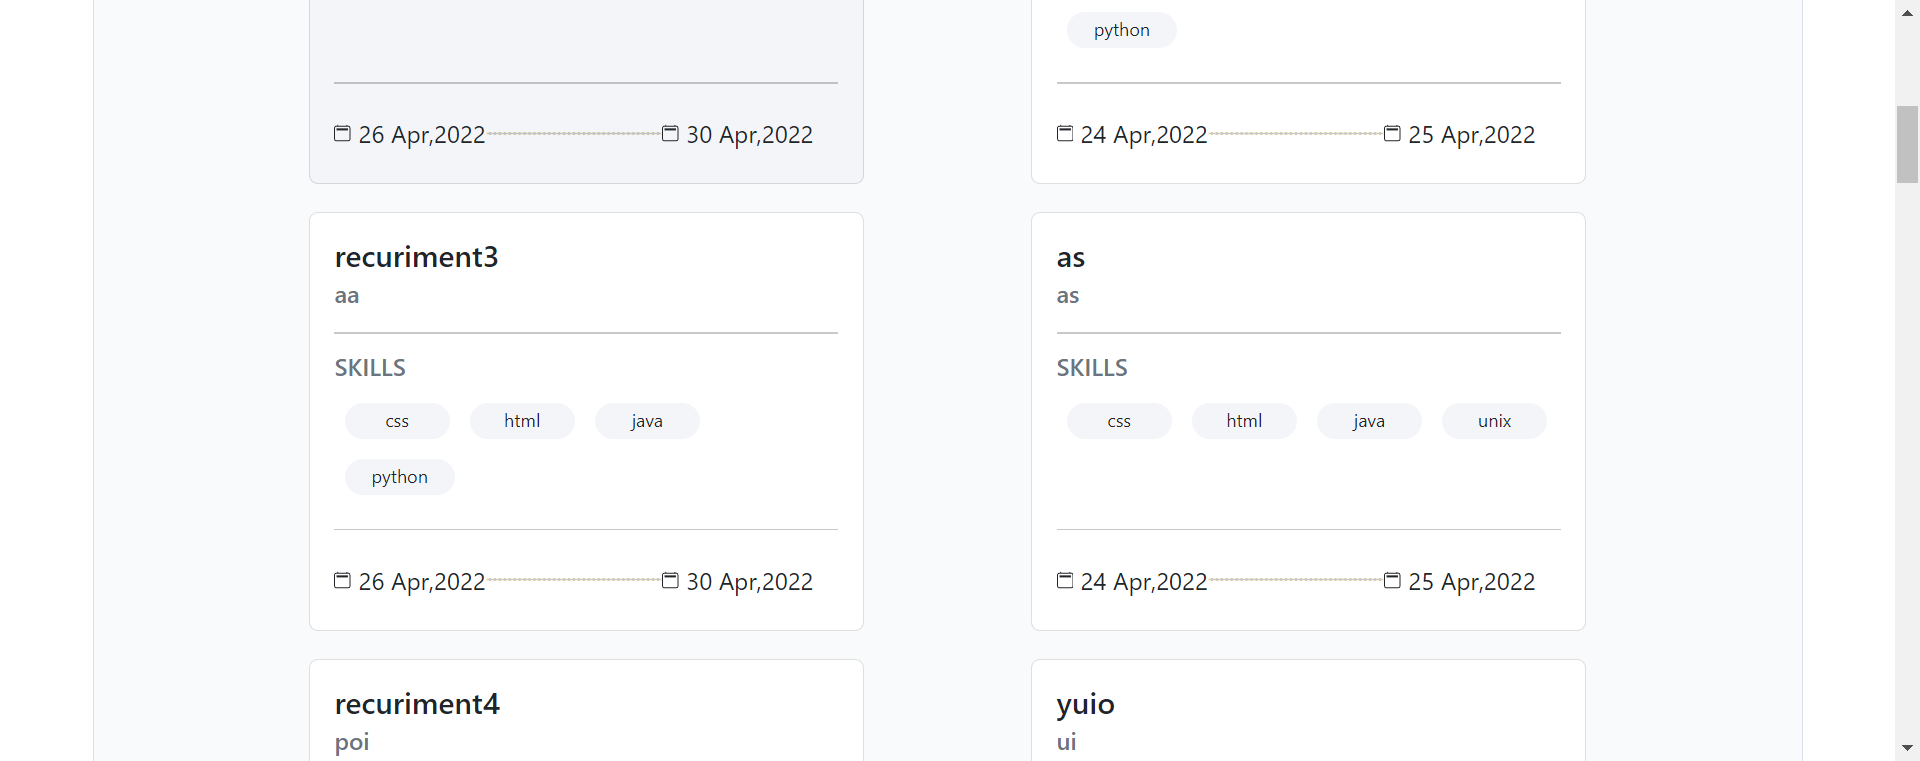 python
26 Apr,2022 30 Apr,2022
24 Apr,2022 25 Apr,2022
recuriment3
aa
SKILLS
css html java
python
26 Apr,2022 30 Apr,2022
as
as
SKILLS
css html java unix
24 Apr,2022 25 Apr,2022
recuriment4
poi
yuio
ui